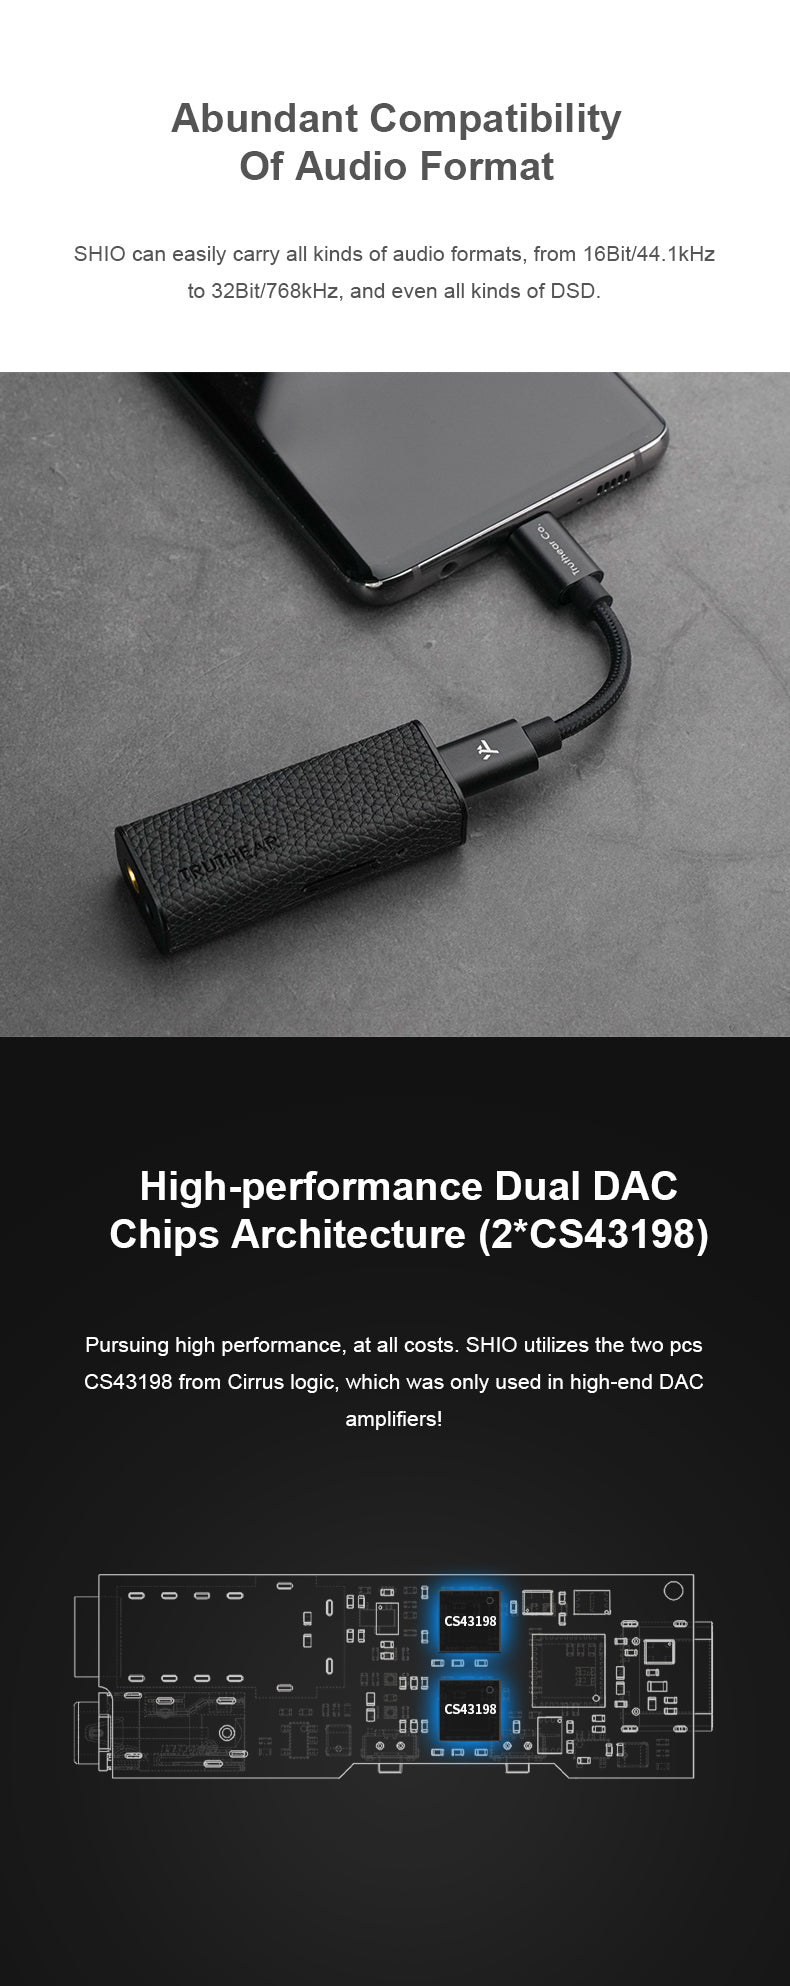 Abundant Compatibility
Of Audio Format
SHIO can easily carry all kinds of audio formats, from 16Bit/44.1kHz
to 32Bit/768kHz, and even all kinds of DSD.
Truthear Co.
TRUTHEAR
High-performance Dual DAC
Chips Architecture (2*CS43198)
Pursuing high performance, at all costs. SHIO utilizes the two pcs
CS43198 from Cirrus logic, which was only used in high-end DAC
amplifiers!
CS43198
CS43198